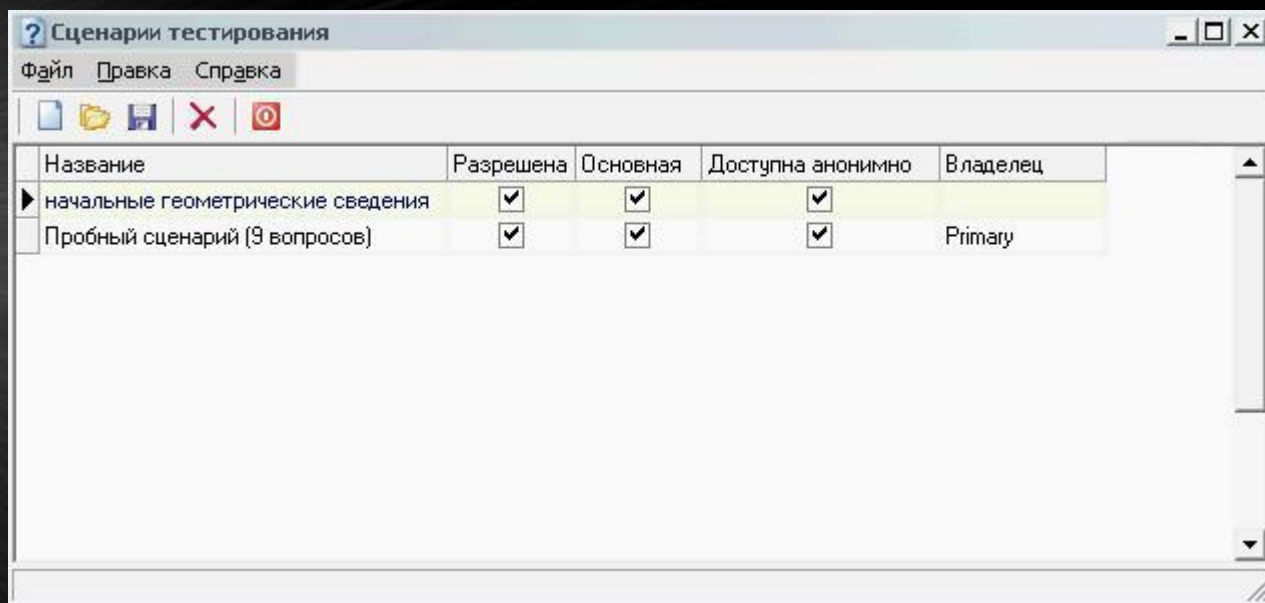 Сценарии тестирования
Файл Правка Справка
Название Разрешена Основная Доступна анонимно Владелец
начальные геометрические сведения
Пробный сценарий (9 вопросов) Primary